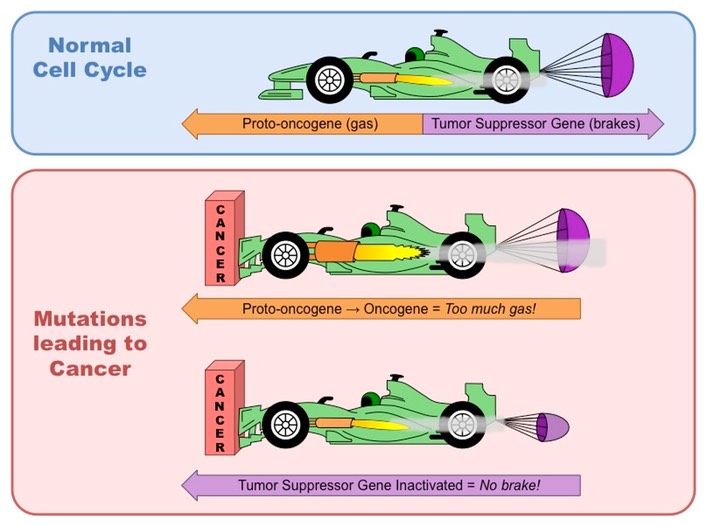 Normal
Cell Cycle
Proto-oncogene (gas)
Tumor Suppressor Gene (brakes)
Mutations
leading to
Cancer
CANCER
Proto-oncogene → Oncogene = Too much gas!
CANCER
Tumor Suppressor Gene Inactivated = No brake!